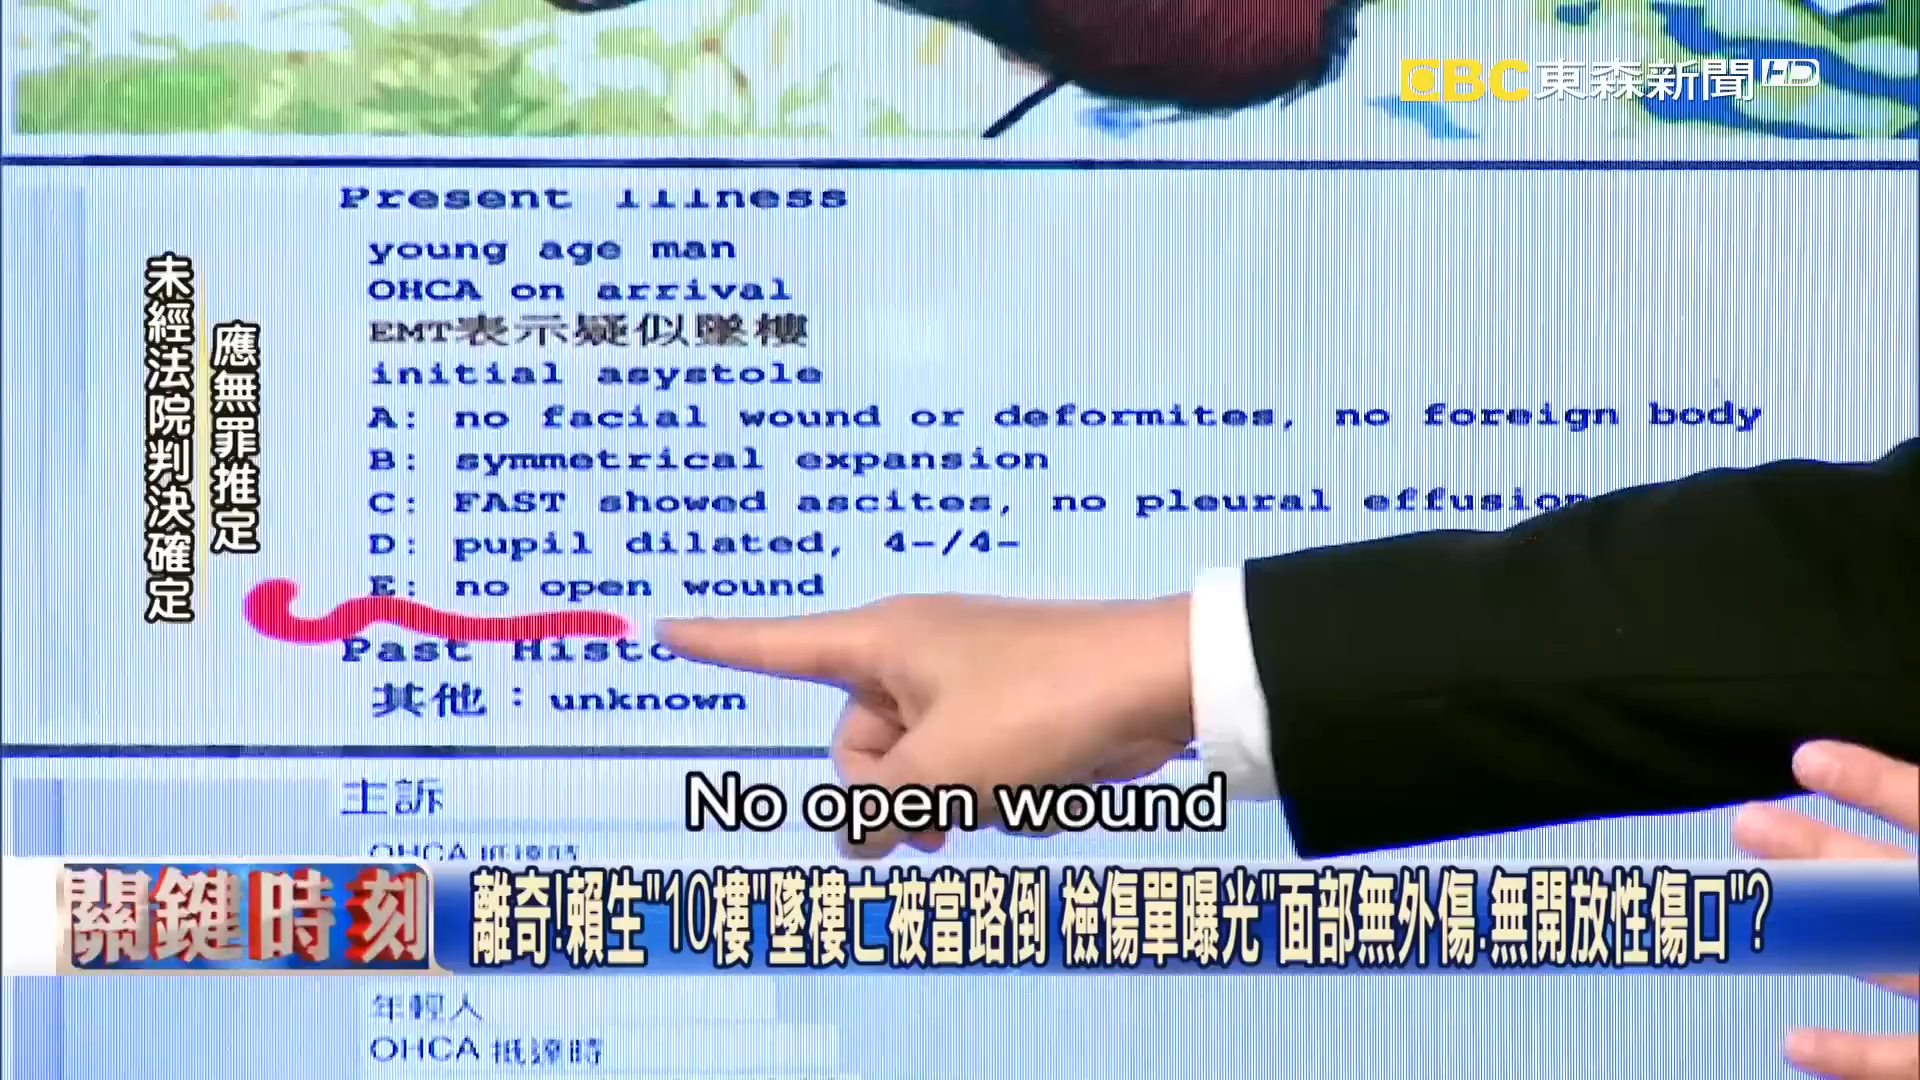 EBC東森新聞HD
Present illness
young age man
OHCA on arrival
EMT表示疑似墜樓
initial asystole
A: no facial wound or deformites, no foreign body
B: symmetrical expansion
C: FAST showed ascites, no pleural effusion
D: pupil dilated, 4-/4-
E: no open wound
Past Histo
其他：unknown
未經法院判決確定
應無罪推定
主訴
No open wound
OHCA 抵達時
關鍵時刻
離奇!賴生"10樓"墜樓亡被當路倒 檢傷單曝光"面部無外傷.無開放性傷口"?
年輕人
OHCA 抵達時